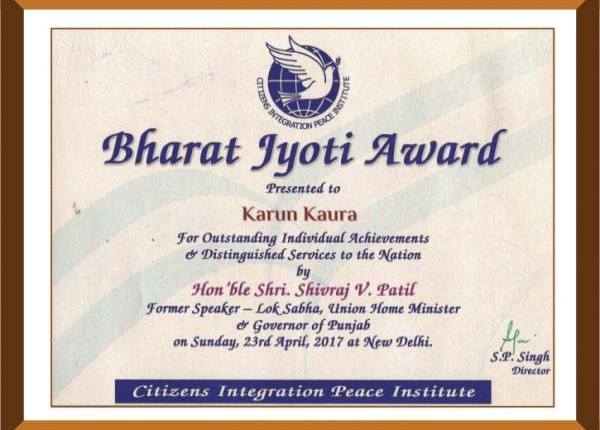 CITIZENS INTEGRATION PEACE INSTITUTE
Bharat Jyoti Award
Presented to
Karun Kaura
For Outstanding Individual Achievements
& Distinguished Services to the Nation
by
Hon'ble Shri. Shivraj V. Patil
Former Speaker – Lok Sabha, Union Home Minister
& Governor of Punjab
on Sunday, 23rd April, 2017 at New Delhi.
S.P. Singh
Director
Citizens Integration Peace Institute